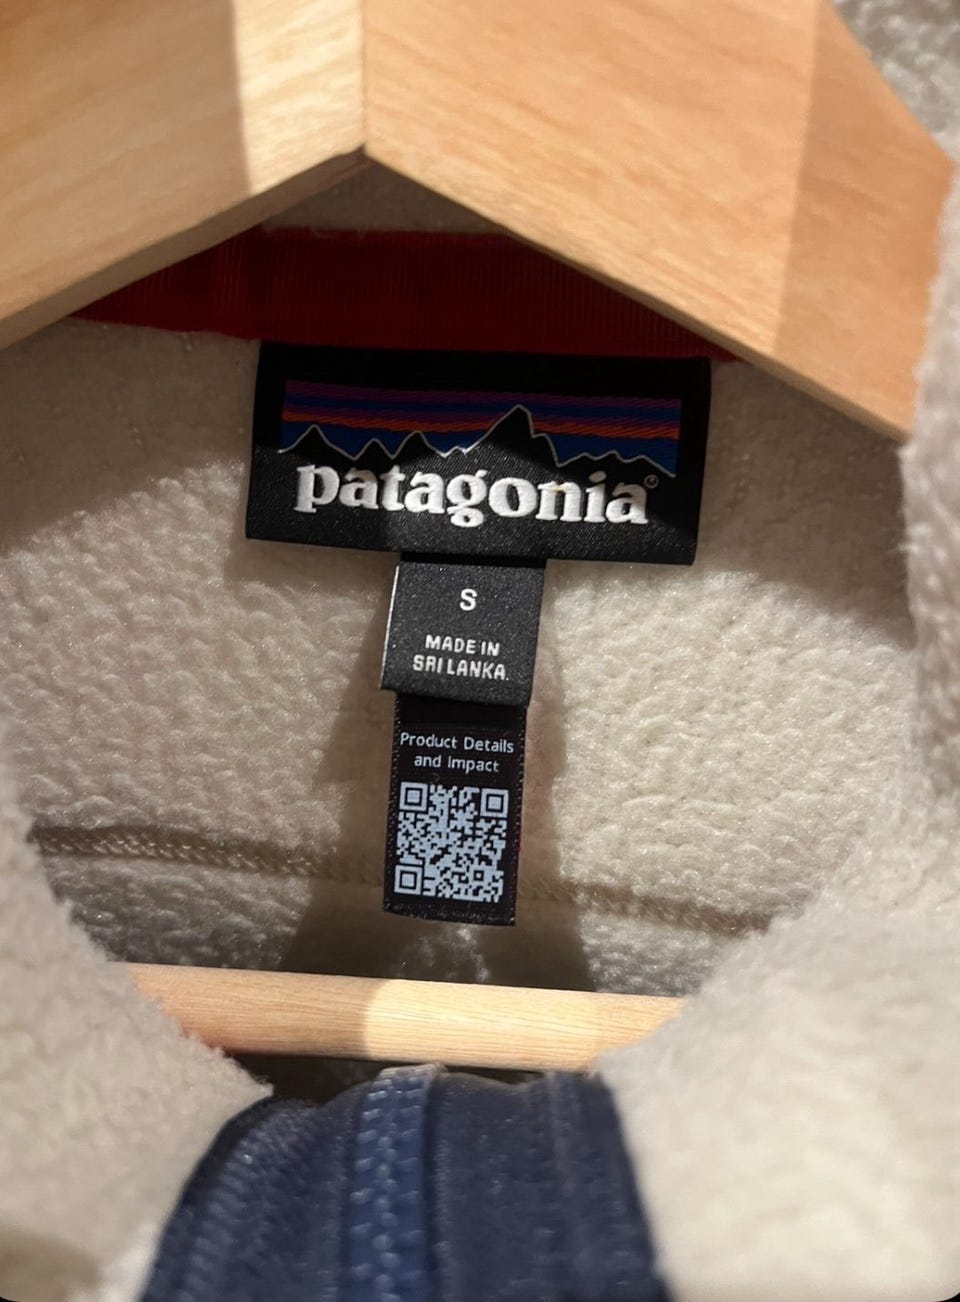 patagonia®
S
MADE IN
SRI LANKA.
Product Details
and Impact